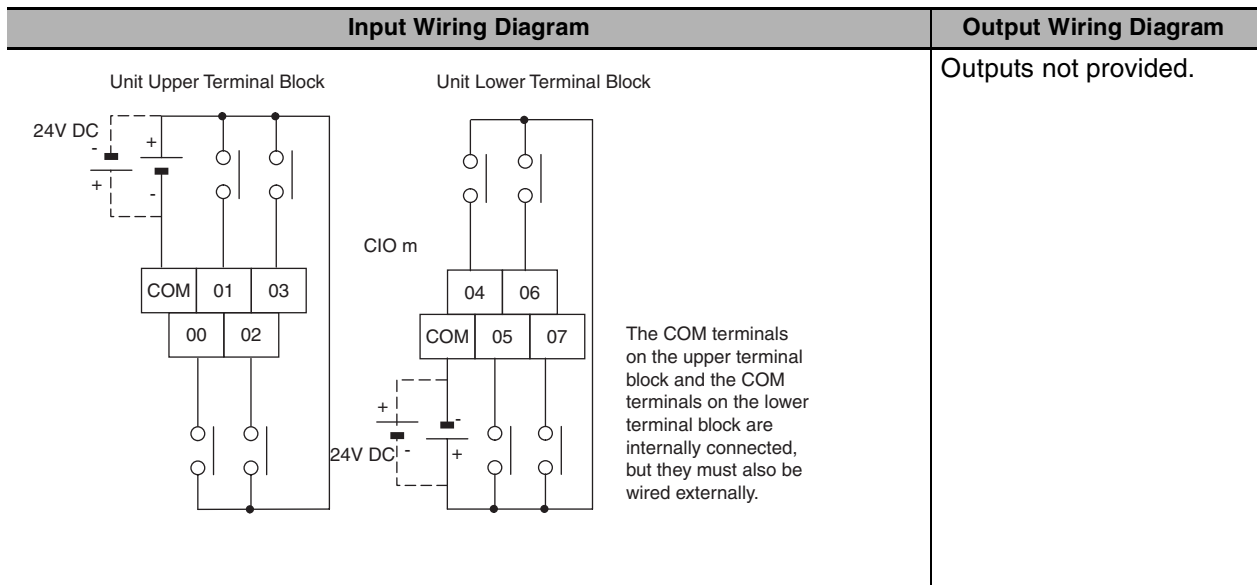 Input Wiring Diagram
Output Wiring Diagram
Outputs not provided.
Unit Upper Terminal Block
24V DC
-
+
+
-
COM 01 03
00 02
Unit Lower Terminal Block
CIO m
04 06
COM 05 07
+
-
24V DC
-
+
The COM terminals
on the upper terminal
block and the COM
terminals on the lower
terminal block are
internally connected,
but they must also be
wired externally.